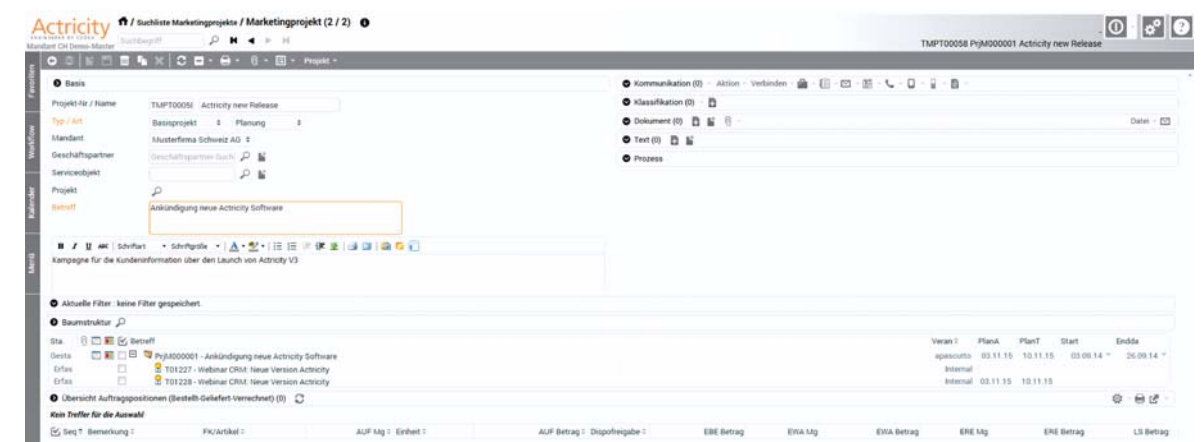 Actricity
/ Suchliste Marketingprojekte / Marketingprojekt (2 / 2)
Mandant CH Demo-Master
Suchbegriff
TMPT00058 PrjM000001 Actricity new Release
Projekt
Favoriten
Workflow
Kalender
Menü
Basis
Projekt-Nr / Name TMPT00058 Actricity new Release
Typ / Art Basisprojekt Planung
Mandant Musterfirma Schweiz AG
Geschäftspartner Geschäftspartner-Such
Serviceobjekt
Projekt
Betreff Ankündigung neue Actricity Software
B I U ABC Schriftart Schriftgröße
Kampagne für die Kundeninformation über den Launch von Actricity V3
Kommunikation (0) Aktion Verbinden
Klassifikation (0)
Dokument (0) Datei
Text (0)
Prozess
Aktuelle Filter : keine Filter gespeichert.
Baumstruktur
Sta. Betreff Veran PlanA PlanT Start Endda
Gesta PrjM000001 - Ankündigung neue Actricity Software apascutto 03.11.15 10.11.15 03.09.14 26.09.14
Erfas T01227 - Webinar CRM: Neue Version Actricity Internal
Erfas T01228 - Webinar CRM: Neue Version Actricity Internal 03.11.15 10.11.15
Übersicht Auftragspositionen (Bestellt-Geliefert-Verrechnet) (0)
Kein Treffer für die Auswahl
Seq Bemerkung FK/Artikel AUF Mg Einheit AUF Betrag Dispofreigabe EBE Betrag EWA Mg EWA Betrag ERE Mg ERE Betrag LS Betrag